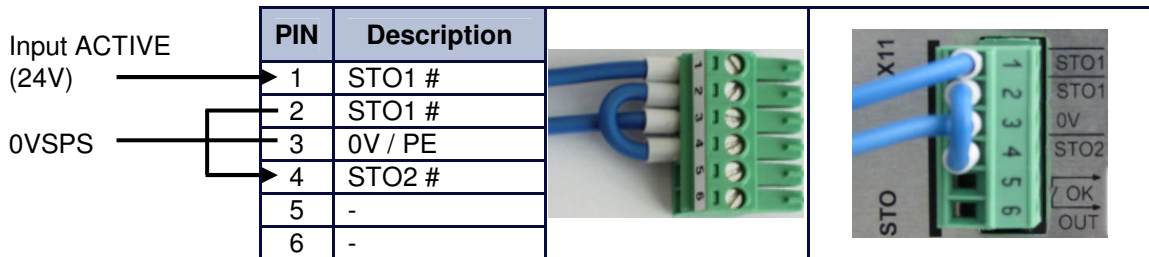 Input ACTIVE
(24V)
0VSPS
PIN Description
1 STO1 #
2 STO1 #
3 0V / PE
4 STO2 #
5 -
6 -
1
2
3
4
5
6
X11
STO
1 STO1
2 STO1
3 0V
4 STO2
5 OK
6 OUT